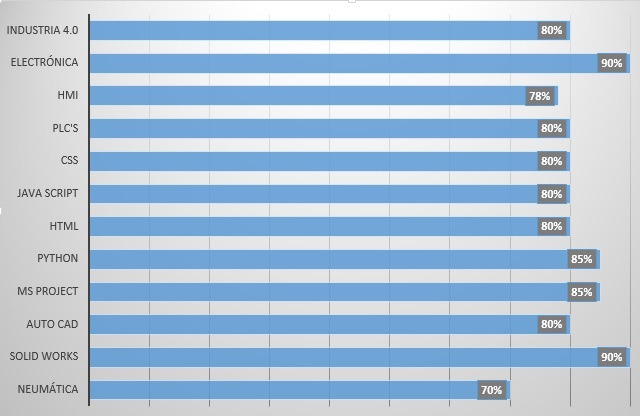 INDUSTRIA 4.0 80%
ELECTRÓNICA 90%
HMI 78%
PLC'S 80%
CSS 80%
JAVA SCRIPT 80%
HTML 80%
PYTHON 85%
MS PROJECT 85%
AUTO CAD 80%
SOLID WORKS 90%
NEUMÁTICA 70%